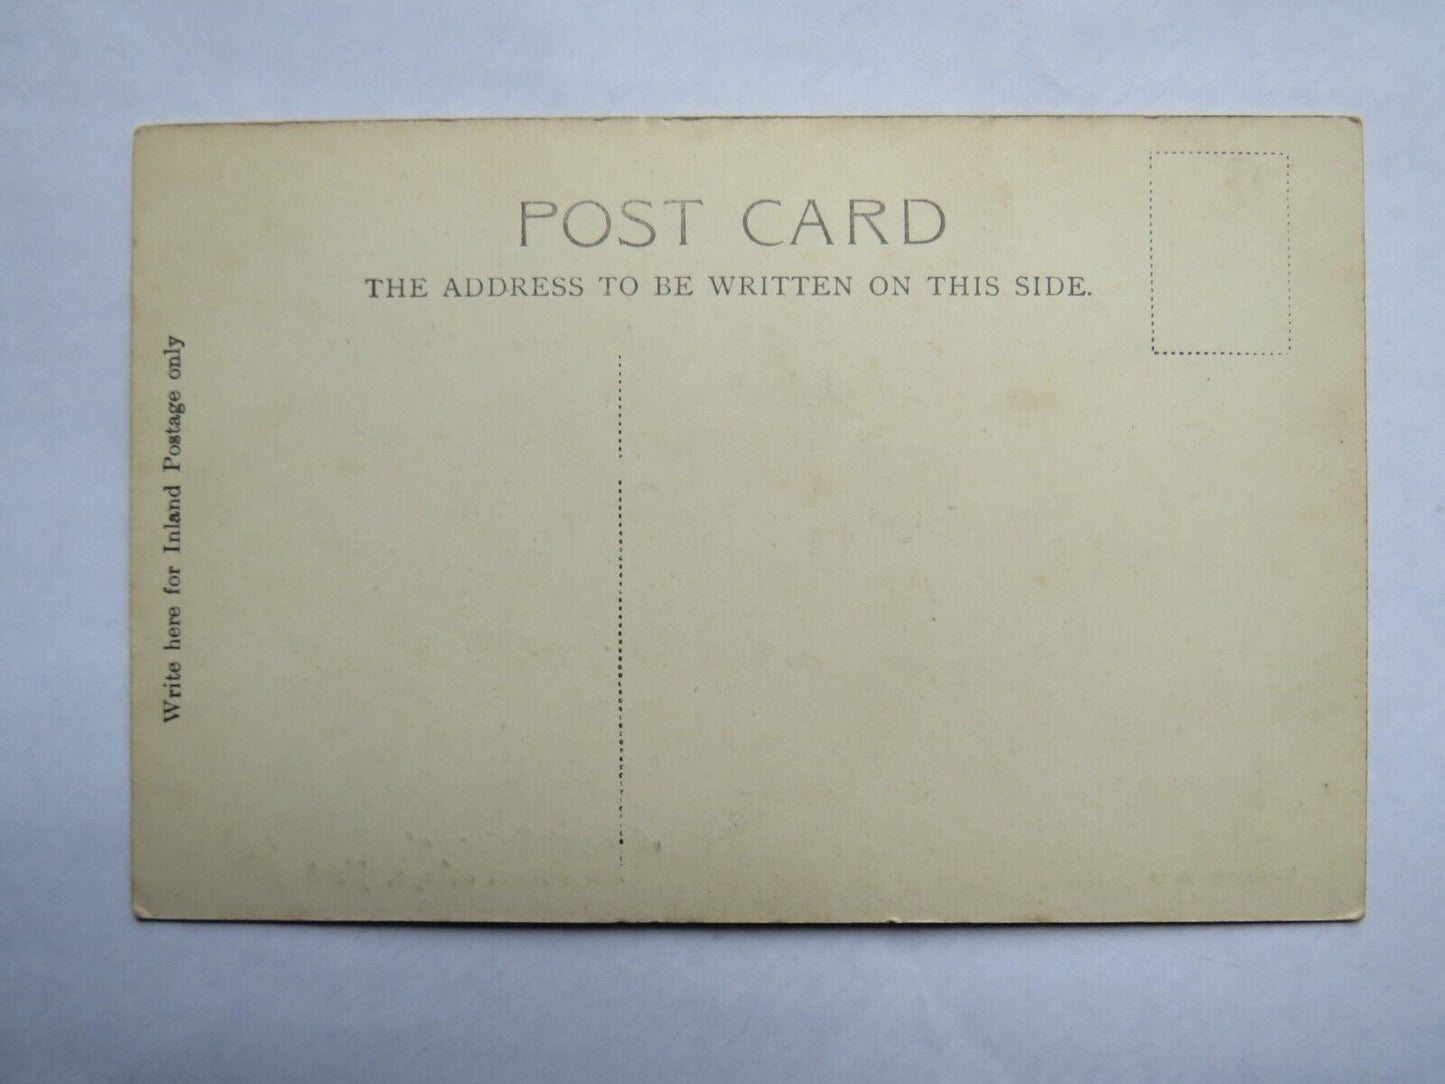 POST CARD
THE ADDRESS TO BE WRITTEN ON THIS SIDE.
Write here for Inland Postage only